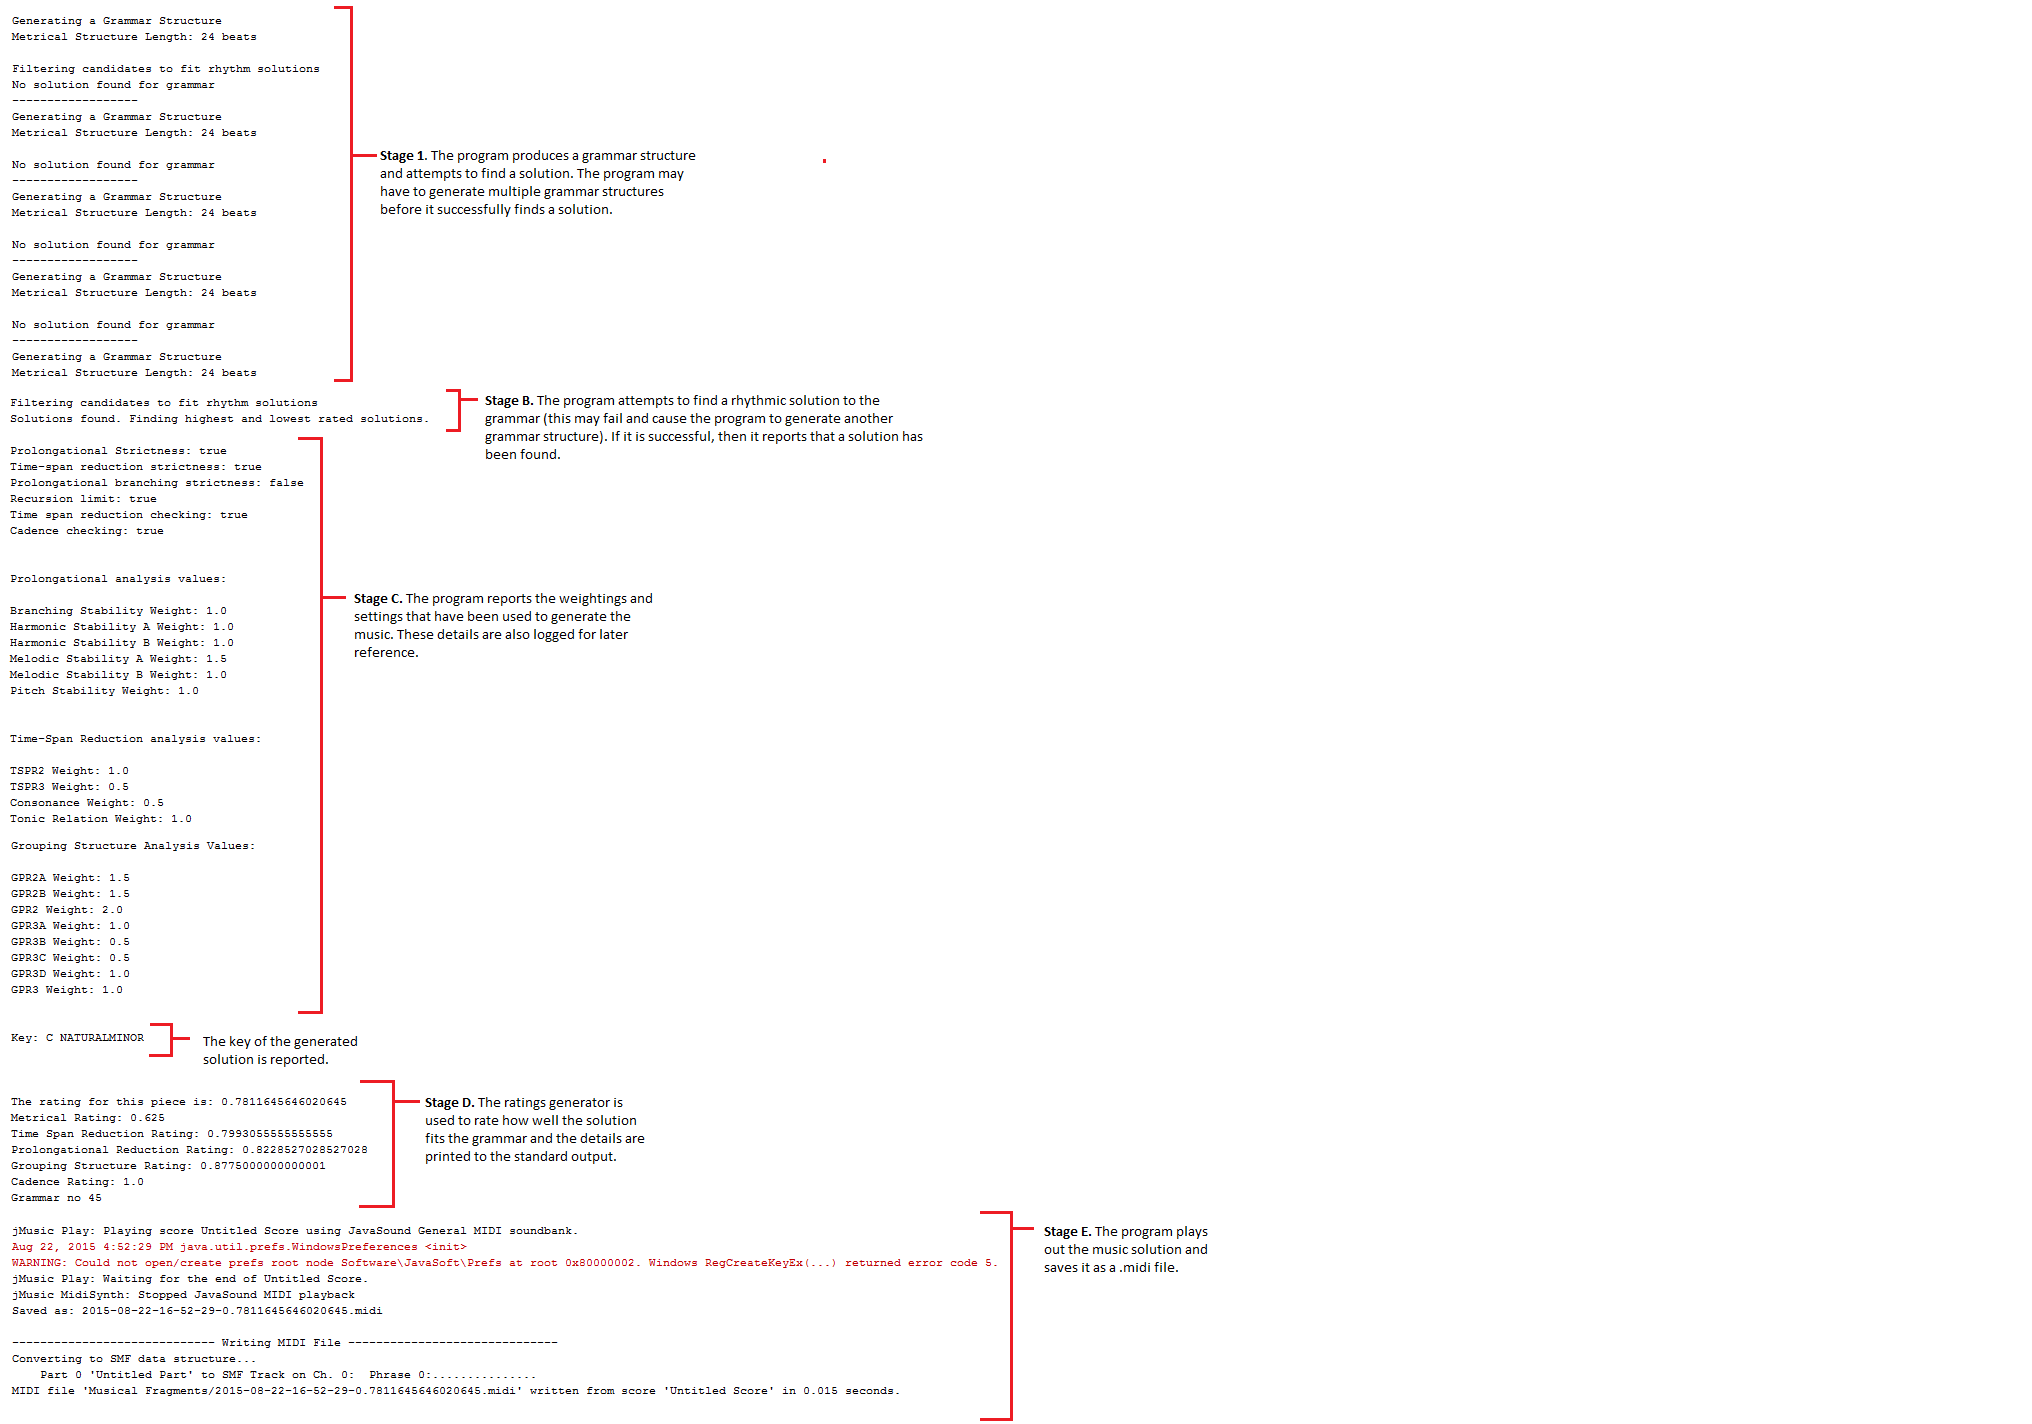 Generating a Grammar Structure
Metrical Structure Length: 24 beats
Filtering candidates to fit rhythm solutions
No solution found for grammar
------------------
Generating a Grammar Structure
Metrical Structure Length: 24 beats
No solution found for grammar
------------------
Generating a Grammar Structure
Metrical Structure Length: 24 beats
No solution found for grammar
------------------
Generating a Grammar Structure
Metrical Structure Length: 24 beats
No solution found for grammar
------------------
Generating a Grammar Structure
Metrical Structure Length: 24 beats
Stage 1. The program produces a grammar structure
and attempts to find a solution. The program may
have to generate multiple grammar structures
before it successfully finds a solution.
Filtering candidates to fit rhythm solutions
Solutions found. Finding highest and lowest rated solutions.
Stage B. The program attempts to find a rhythmic solution to the
grammar (this may fail and cause the program to generate another
grammar structure). If it is successful, then it reports that a solution has
been found.
Prolongational Strictness: true
Time-span reduction strictness: true
Prolongational branching strictness: false
Recursion limit: true
Time span reduction checking: true
Cadence checking: true
Prolongational analysis values:
Branching Stability Weight: 1.0
Harmonic Stability A Weight: 1.0
Harmonic Stability B Weight: 1.0
Melodic Stability A Weight: 1.5
Melodic Stability B Weight: 1.0
Pitch Stability Weight: 1.0
Time-Span Reduction analysis values:
TSPR2 Weight: 1.0
TSPR3 Weight: 0.5
Consonance Weight: 0.5
Tonic Relation Weight: 1.0
Grouping Structure Analysis Values:
GPR2A Weight: 1.5
GPR2B Weight: 1.5
GPR2 Weight: 2.0
GPR3A Weight: 1.0
GPR3B Weight: 0.5
GPR3C Weight: 0.5
GPR3D Weight: 1.0
GPR3 Weight: 1.0
Stage C. The program reports the weightings and
settings that have been used to generate the
music. These details are also logged for later
reference.
Key: C NATURALMINOR
The key of the generated
solution is reported.
The rating for this piece is: 0.7811645646020645
Metrical Rating: 0.625
Time Span Reduction Rating: 0.7993055555555555
Prolongational Reduction Rating: 0.8228527028527028
Grouping Structure Rating: 0.8775000000000001
Cadence Rating: 1.0
Grammar no 45
Stage D. The ratings generator is
used to rate how well the solution
fits the grammar and the details are
printed to the standard output.
jMusic Play: Playing score Untitled Score using JavaSound General MIDI soundbank.
Aug 22, 2015 4:52:29 PM java.util.prefs.WindowsPreferences <init>
WARNING: Could not open/create prefs root node Software\JavaSoft\Prefs at root 0x80000002. Windows RegCreateKeyEx(...) returned error code 5.
jMusic Play: Waiting for the end of Untitled Score.
jMusic MidiSynth: Stopped JavaSound MIDI playback
Saved as: 2015-08-22-16-52-29-0.7811645646020645.midi
----------------------------- Writing MIDI File ------------------------------
Converting to SMF data structure...
Part 0 'Untitled Part' to SMF Track on Ch. 0:  Phrase 0:...............
MIDI file 'Musical Fragments/2015-08-22-16-52-29-0.7811645646020645.midi' written from score 'Untitled Score' in 0.015 seconds.
Stage E. The program plays
out the music solution and
saves it as a .midi file.